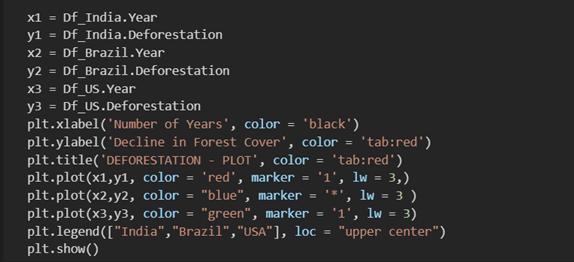 x1 = Df_India.Year
y1 = Df_India.Deforestation
x2 = Df_Brazil.Year
y2 = Df_Brazil.Deforestation
x3 = Df_US.Year
y3 = Df_US.Deforestation
plt.xlabel('Number of Years', color = 'black')
plt.ylabel('Decline in Forest Cover', color = 'tab:red')
plt.title('DEFORESTATION - PLOT', color = 'tab:red')
plt.plot(x1,y1, color = 'red', marker = '1', lw = 3,)
plt.plot(x2,y2, color = "blue", marker = '*', lw = 3 )
plt.plot(x3,y3, color = "green", marker = '1', lw = 3)
plt.legend(["India","Brazil","USA"], loc = "upper center")
plt.show()